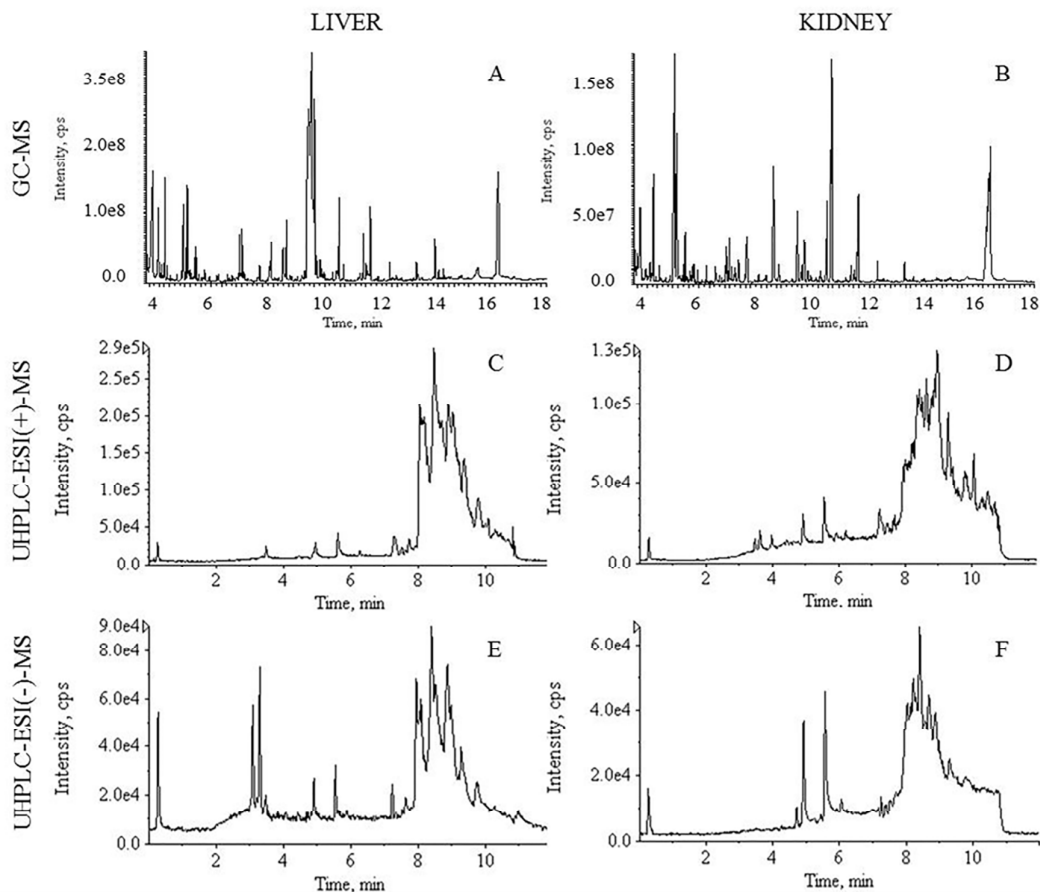 LIVER
KIDNEY
GC-MS
UHPLC-ESI(+)-MS
UHPLC-ESI(-)-MS
A
Intensity, cps
3.5e8
2.0e8
1.0e8
0.0
4 6 8 10 12 14 16 18
Time, min
B
Intensity, cps
1.5e8
1.0e8
5.0e7
0.0
4 6 8 10 12 14 16 18
Time, min
C
Intensity, cps
2.9e5
2.5e5
2.0e5
1.5e5
1.0e5
5.0e4
0.0
2 4 6 8 10
Time, min
D
Intensity, cps
1.3e5
1.0e5
5.0e4
0.0
2 4 6 8 10
Time, min
E
Intensity, cps
9.0e4
8.0e4
6.0e4
4.0e4
2.0e4
0.0
2 4 6 8 10
Time, min
F
Intensity, cps
6.0e4
4.0e4
2.0e4
0.0
2 4 6 8 10
Time, min